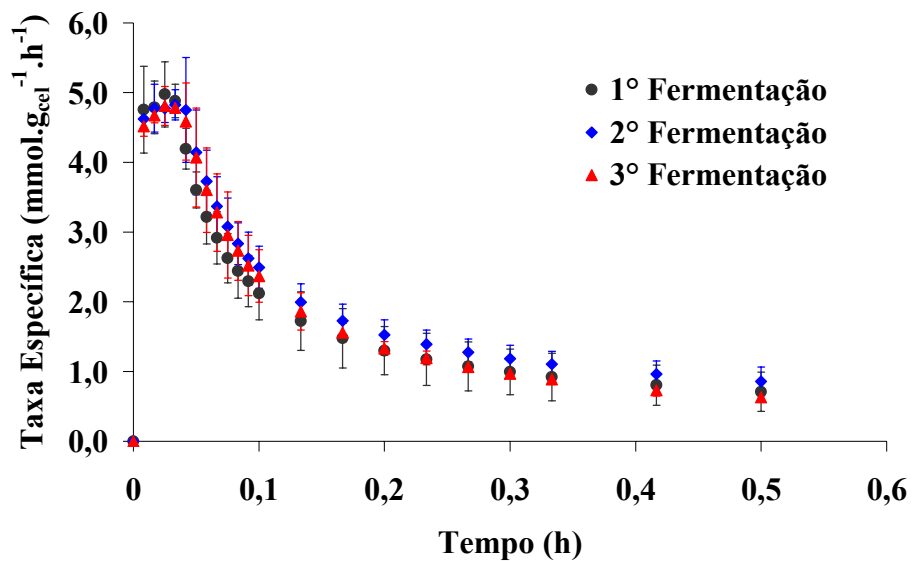 Taxa Específica (mmol.g_cel⁻¹.h⁻¹)
6,0
5,0
4,0
3,0
2,0
1,0
0,0
1° Fermentação
2° Fermentação
3° Fermentação
0 0,1 0,2 0,3 0,4 0,5 0,6
Tempo (h)